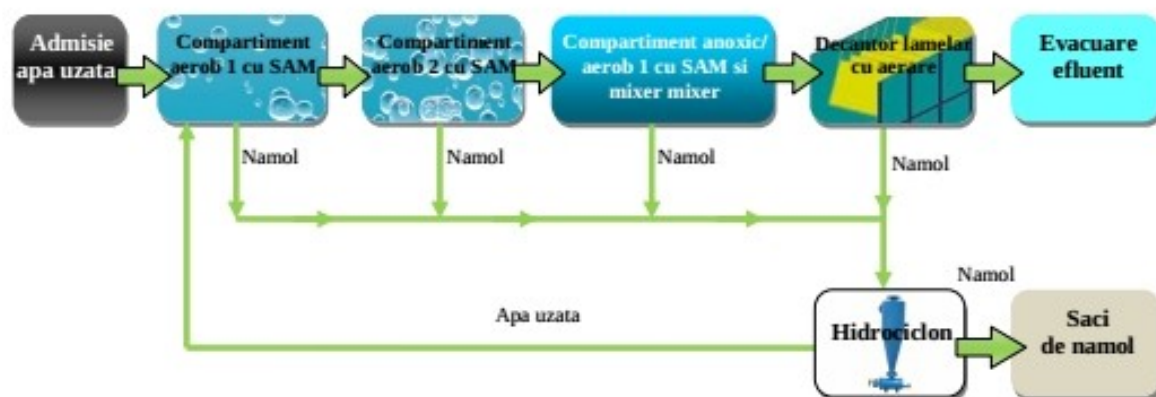 Admisie
apa uzata
Compartiment
aerob 1 cu SAM
Compartiment
aerob 2 cu SAM
Compartiment anoxic/
aerob 1 cu SAM si
mixer mixer
Decantor lamelar
cu aerare
Evacuare
efluent
Namol
Namol
Namol
Namol
Namol
Apa uzata
Hidrociclon
Saci
de namol